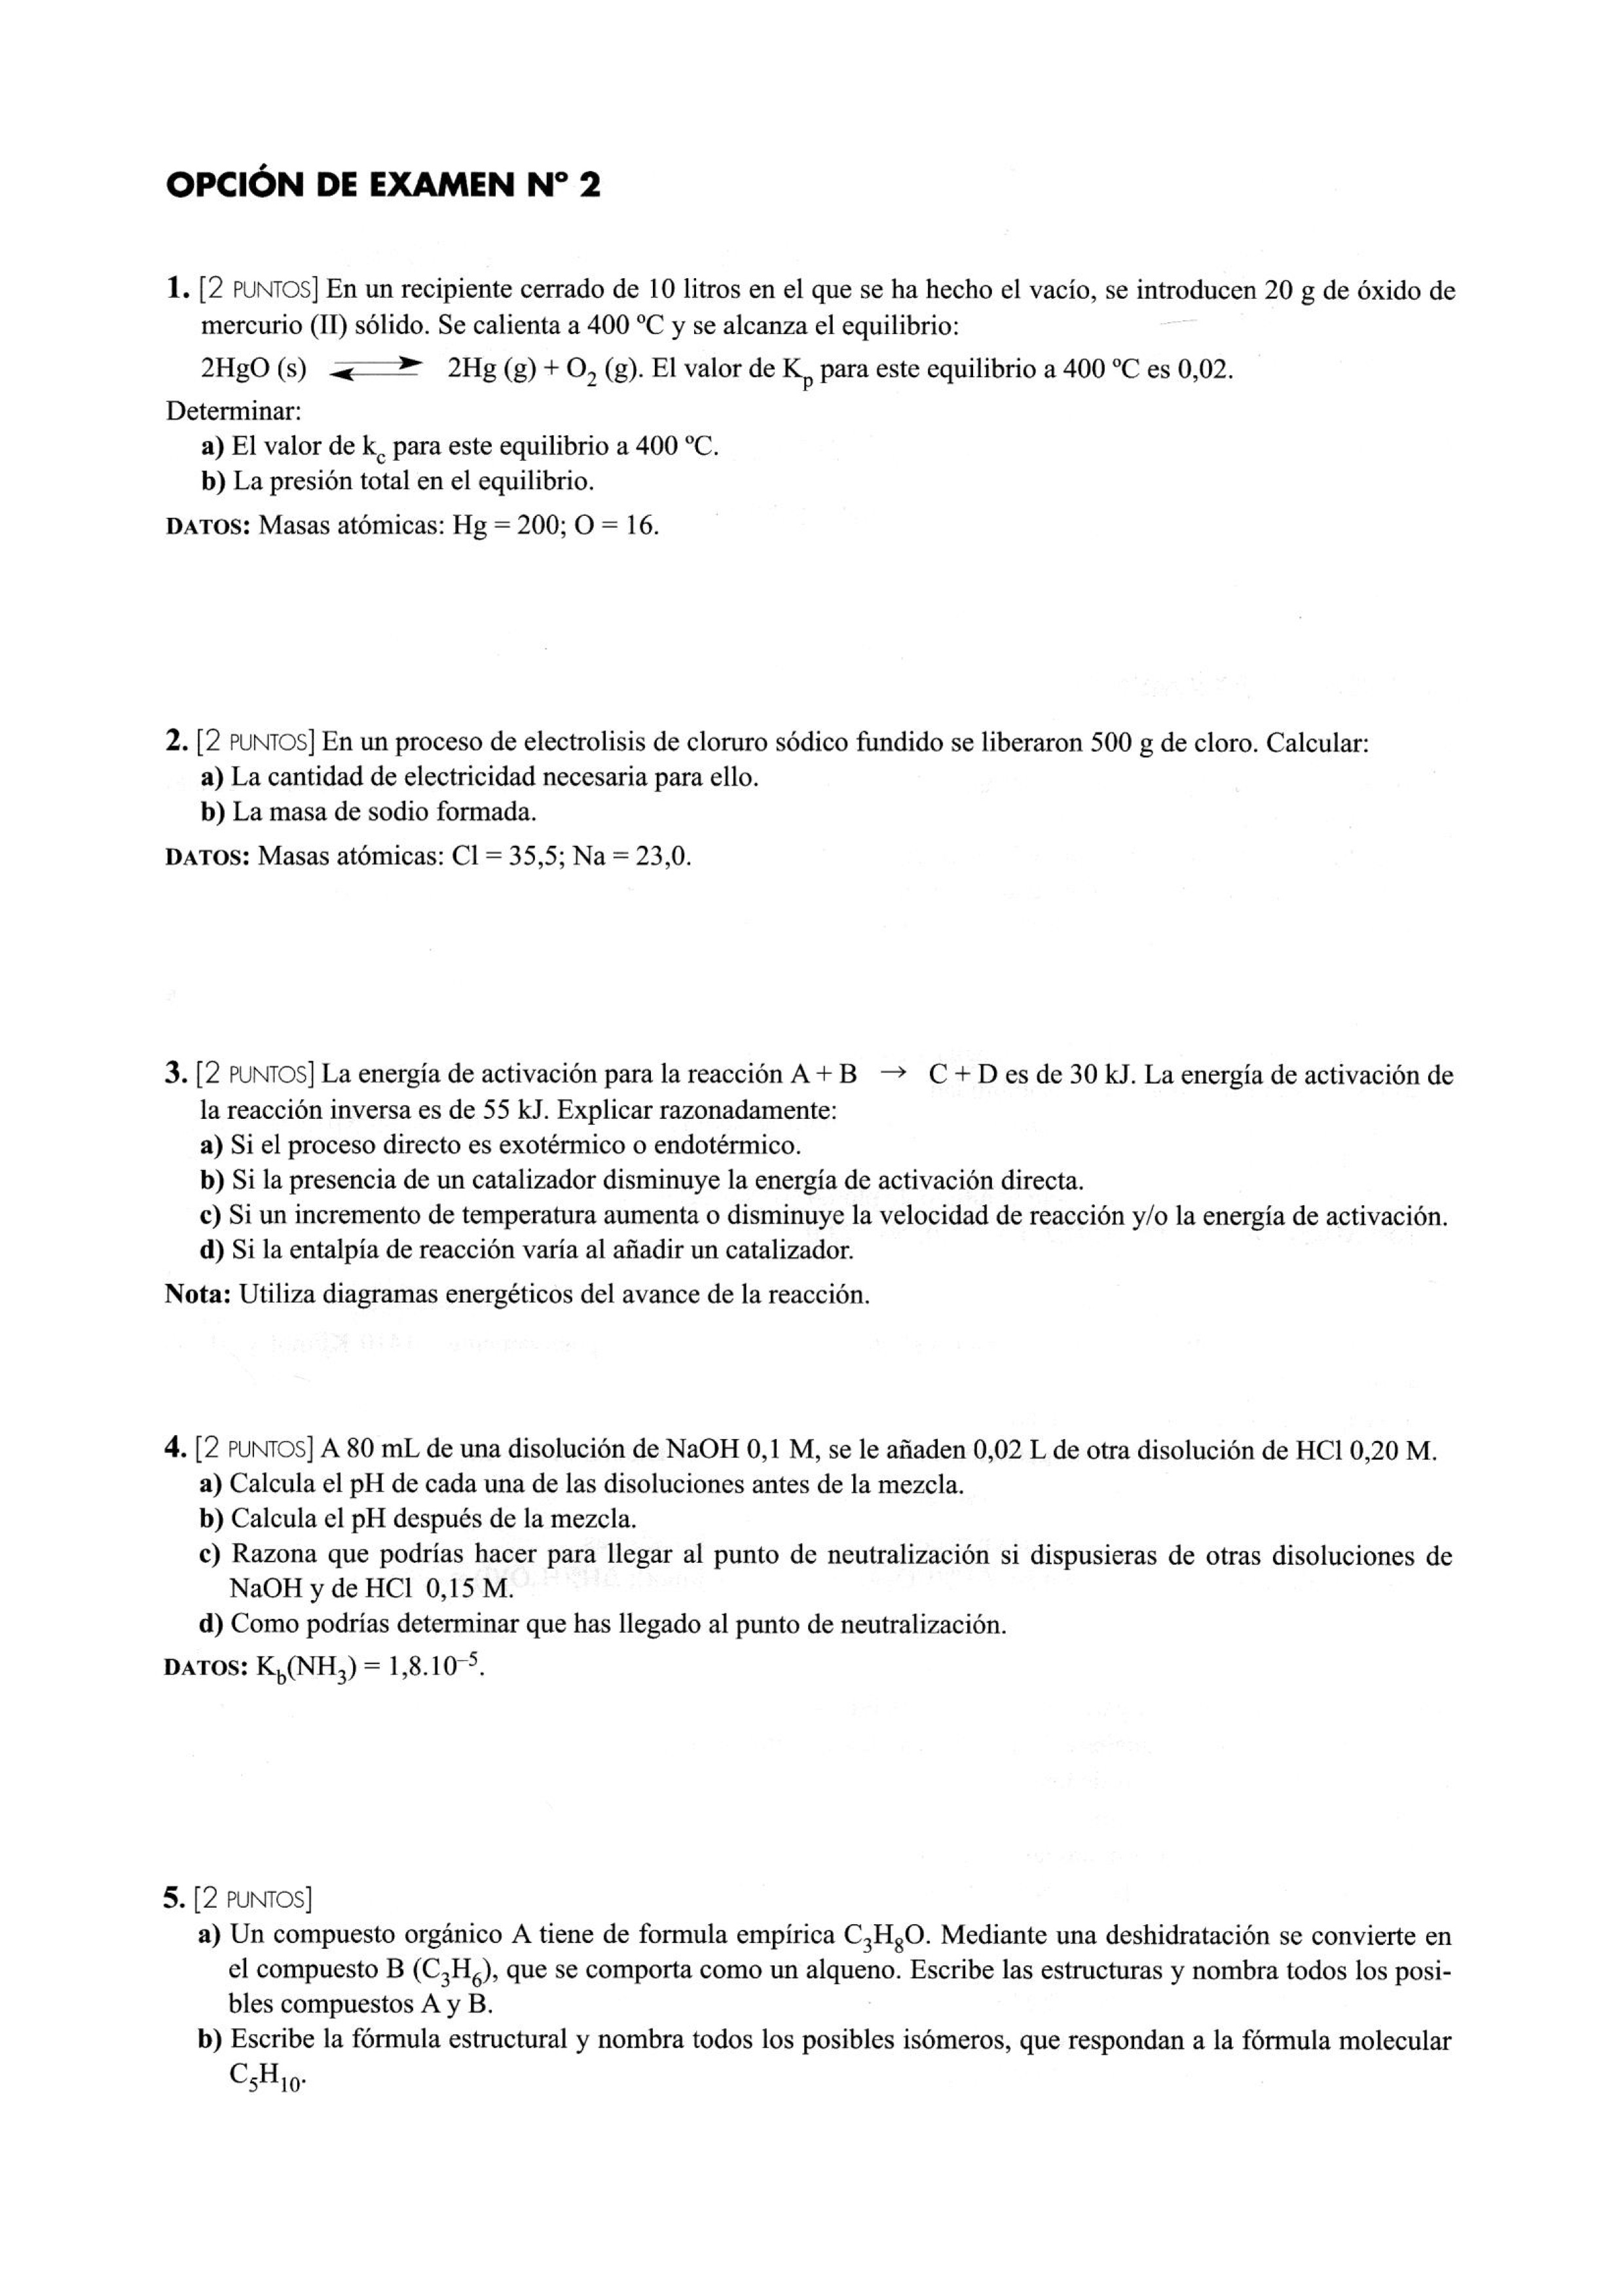 OPCIÓN DE EXAMEN Nº 2
1. [2 PUNTOS] En un recipiente cerrado de 10 litros en el que se ha hecho el vacío, se introducen 20 g de óxido de
mercurio (II) sólido. Se calienta a 400 ºC y se alcanza el equilibrio:
2HgO (s) ⇌ 2Hg (g) + O₂ (g). El valor de Kₚ para este equilibrio a 400 ºC es 0,02.
Determinar:
a) El valor de k_c para este equilibrio a 400 ºC.
b) La presión total en el equilibrio.
DATOS: Masas atómicas: Hg = 200; O = 16.
2. [2 PUNTOS] En un proceso de electrolisis de cloruro sódico fundido se liberaron 500 g de cloro. Calcular:
a) La cantidad de electricidad necesaria para ello.
b) La masa de sodio formada.
DATOS: Masas atómicas: Cl = 35,5; Na = 23,0.
3. [2 PUNTOS] La energía de activación para la reacción A + B → C + D es de 30 kJ. La energía de activación de
la reacción inversa es de 55 kJ. Explicar razonadamente:
a) Si el proceso directo es exotérmico o endotérmico.
b) Si la presencia de un catalizador disminuye la energía de activación directa.
c) Si un incremento de temperatura aumenta o disminuye la velocidad de reacción y/o la energía de activación.
d) Si la entalpía de reacción varía al añadir un catalizador.
Nota: Utiliza diagramas energéticos del avance de la reacción.
4. [2 PUNTOS] A 80 mL de una disolución de NaOH 0,1 M, se le añaden 0,02 L de otra disolución de HCl 0,20 M.
a) Calcula el pH de cada una de las disoluciones antes de la mezcla.
b) Calcula el pH después de la mezcla.
c) Razona que podrías hacer para llegar al punto de neutralización si dispusieras de otras disoluciones de
NaOH y de HCl 0,15 M.
d) Como podrías determinar que has llegado al punto de neutralización.
DATOS: K_b(NH₃) = 1,8.10⁻⁵.
5. [2 PUNTOS]
a) Un compuesto orgánico A tiene de formula empírica C₃H₈O. Mediante una deshidratación se convierte en
el compuesto B (C₃H₆), que se comporta como un alqueno. Escribe las estructuras y nombra todos los posi-
bles compuestos A y B.
b) Escribe la fórmula estructural y nombra todos los posibles isómeros, que respondan a la fórmula molecular
C₅H₁₀.